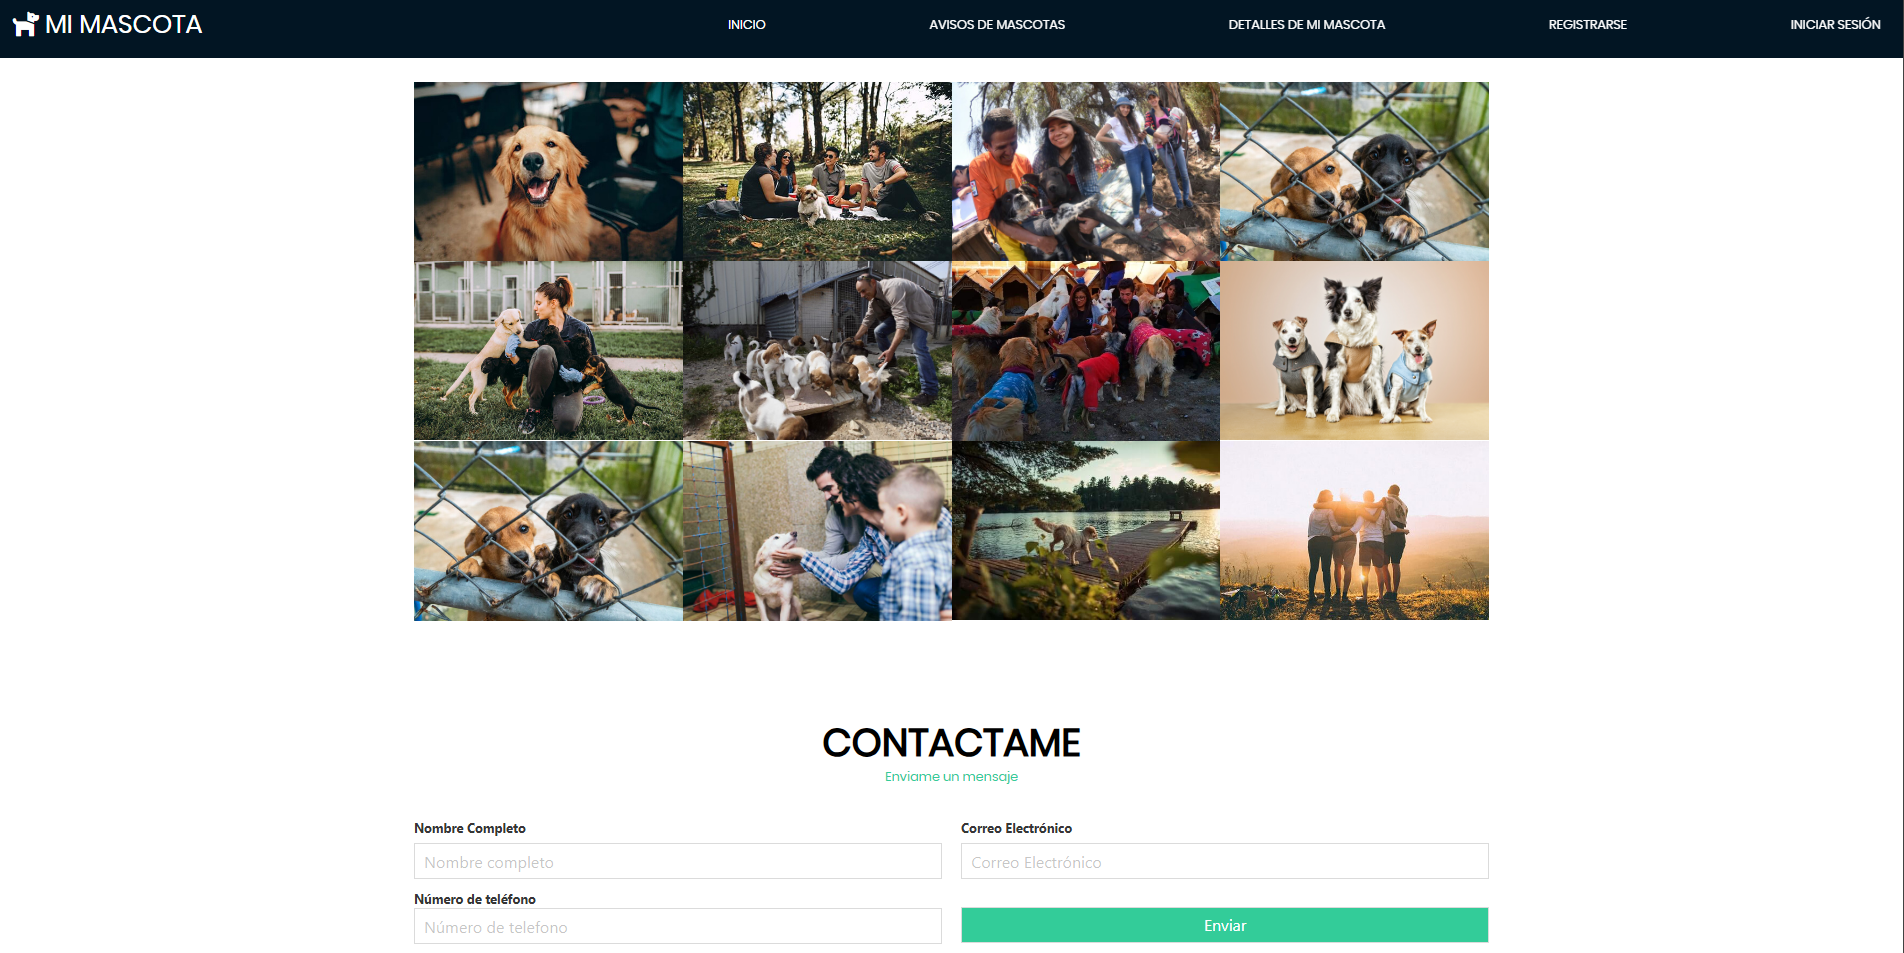 MI MASCOTA
INICIO
AVISOS DE MASCOTAS
DETALLES DE MI MASCOTA
REGISTRARSE
INICIAR SESIÓN
CONTACTAME
Enviame un mensaje
Nombre Completo
Correo Electrónico
Nombre completo
Correo Electrónico
Número de teléfono
Número de telefono
Enviar